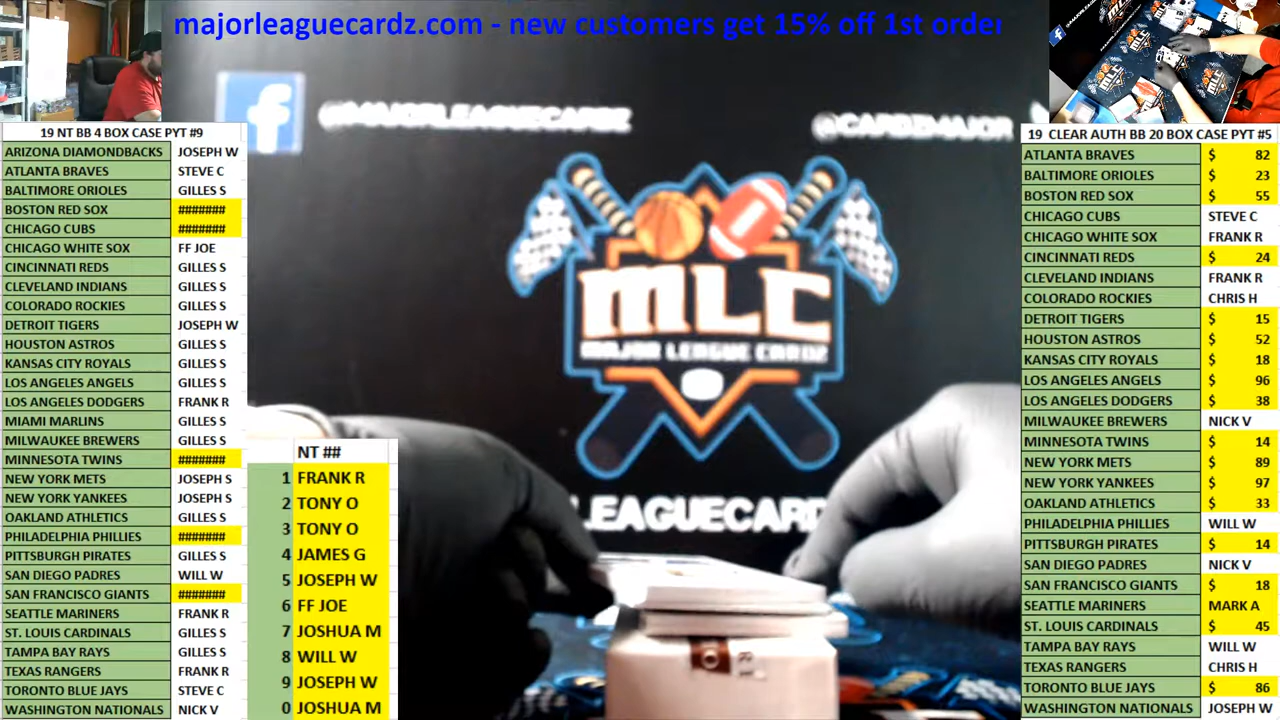 majorleaguecardz.com - new customers get 15% off 1st order
19 NT BB 4 BOX CASE PYT #9
ARIZONA DIAMONDBACKS JOSEPH W
ATLANTA BRAVES STEVE C
BALTIMORE ORIOLES GILLES S
BOSTON RED SOX #######
CHICAGO CUBS #######
CHICAGO WHITE SOX FF JOE
CINCINNATI REDS GILLES S
CLEVELAND INDIANS GILLES S
COLORADO ROCKIES GILLES S
DETROIT TIGERS JOSEPH W
HOUSTON ASTROS GILLES S
KANSAS CITY ROYALS GILLES S
LOS ANGELES ANGELS GILLES S
LOS ANGELES DODGERS FRANK R
MIAMI MARLINS GILLES S
MILWAUKEE BREWERS GILLES S
MINNESOTA TWINS #######
NEW YORK METS JOSEPH S
NEW YORK YANKEES JOSEPH S
OAKLAND ATHLETICS GILLES S
PHILADELPHIA PHILLIES #######
PITTSBURGH PIRATES GILLES S
SAN DIEGO PADRES WILL W
SAN FRANCISCO GIANTS #######
SEATTLE MARINERS FRANK R
ST. LOUIS CARDINALS GILLES S
TAMPA BAY RAYS GILLES S
TEXAS RANGERS FRANK R
TORONTO BLUE JAYS STEVE C
WASHINGTON NATIONALS NICK V
NT ##
1 FRANK R
2 TONY O
3 TONY O
4 JAMES G
5 JOSEPH W
6 FF JOE
7 JOSHUA M
8 WILL W
9 JOSEPH W
0 JOSHUA M
@MAJORLEAGUECARDZ
@CARDZMAJOR
MLC
MAJOR LEAGUE CARDZ
LEAGUECARD
19 CLEAR AUTH BB 20 BOX CASE PYT #5
ATLANTA BRAVES $ 82
BALTIMORE ORIOLES $ 23
BOSTON RED SOX $ 55
CHICAGO CUBS STEVE C
CHICAGO WHITE SOX FRANK R
CINCINNATI REDS $ 24
CLEVELAND INDIANS FRANK R
COLORADO ROCKIES CHRIS H
DETROIT TIGERS $ 15
HOUSTON ASTROS $ 52
KANSAS CITY ROYALS $ 18
LOS ANGELES ANGELS $ 96
LOS ANGELES DODGERS $ 38
MILWAUKEE BREWERS NICK V
MINNESOTA TWINS $ 14
NEW YORK METS $ 89
NEW YORK YANKEES $ 97
OAKLAND ATHLETICS $ 33
PHILADELPHIA PHILLIES WILL W
PITTSBURGH PIRATES $ 14
SAN DIEGO PADRES NICK V
SAN FRANCISCO GIANTS $ 18
SEATTLE MARINERS MARK A
ST. LOUIS CARDINALS $ 45
TAMPA BAY RAYS WILL W
TEXAS RANGERS CHRIS H
TORONTO BLUE JAYS $ 86
WASHINGTON NATIONALS JOSEPH W